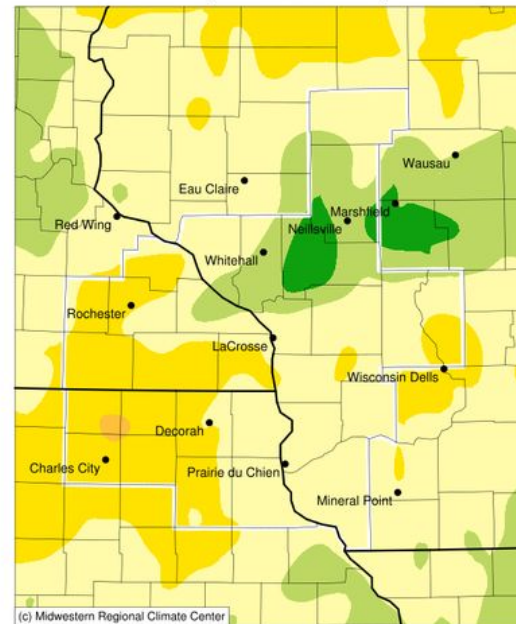 Wausau
Eau Claire
Marshfield
Red Wing
Neillsville
Whitehall
Rochester
LaCrosse
Wisconsin Dells
Decorah
Charles City
Prairie du Chien
Mineral Point
(c) Midwestern Regional Climate Center